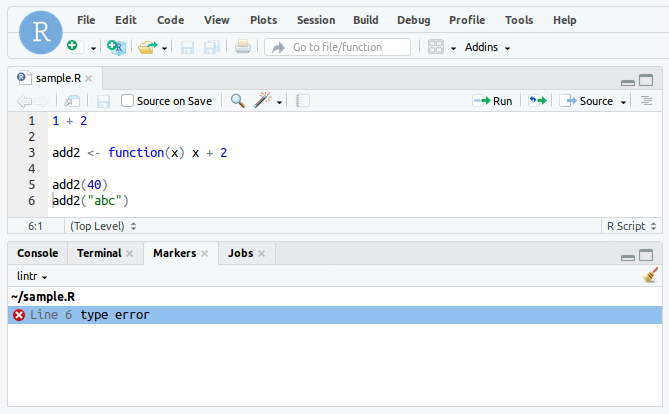 R File Edit Code View Plots Session Build Debug Profile Tools Help
Go to file/function Addins
sample.R
Source on Save Run Source
1 1 + 2
2
3 add2 <- function(x) x + 2
4
5 add2(40)
6 add2("abc")
6:1 (Top Level) R Script
Console Terminal Markers Jobs
lintr
~/sample.R
Line 6 type error